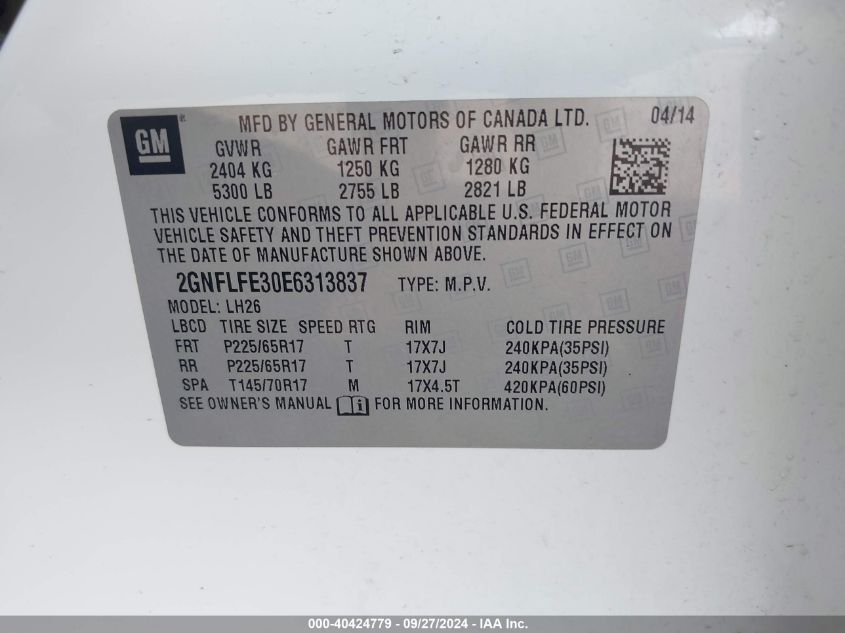 GM ® MFD BY GENERAL MOTORS OF CANADA LTD. 04/14
GVWR GAWR FRT GAWR RR
2404 KG 1250 KG 1280 KG
5300 LB 2755 LB 2821 LB
THIS VEHICLE CONFORMS TO ALL APPLICABLE U.S. FEDERAL MOTOR
VEHICLE SAFETY AND THEFT PREVENTION STANDARDS IN EFFECT ON
THE DATE OF MANUFACTURE SHOWN ABOVE.
2GNFLFE30E6313837 TYPE: M.P.V.
MODEL: LH26
LBCD TIRE SIZE SPEED RTG RIM COLD TIRE PRESSURE
FRT P225/65R17 T 17X7J 240KPA(35PSI)
RR P225/65R17 T 17X7J 240KPA(35PSI)
SPA T145/70R17 M 17X4.5T 420KPA(60PSI)
SEE OWNER'S MANUAL i FOR MORE INFORMATION.
000-40424779 - 09/27/2024 - IAA Inc.